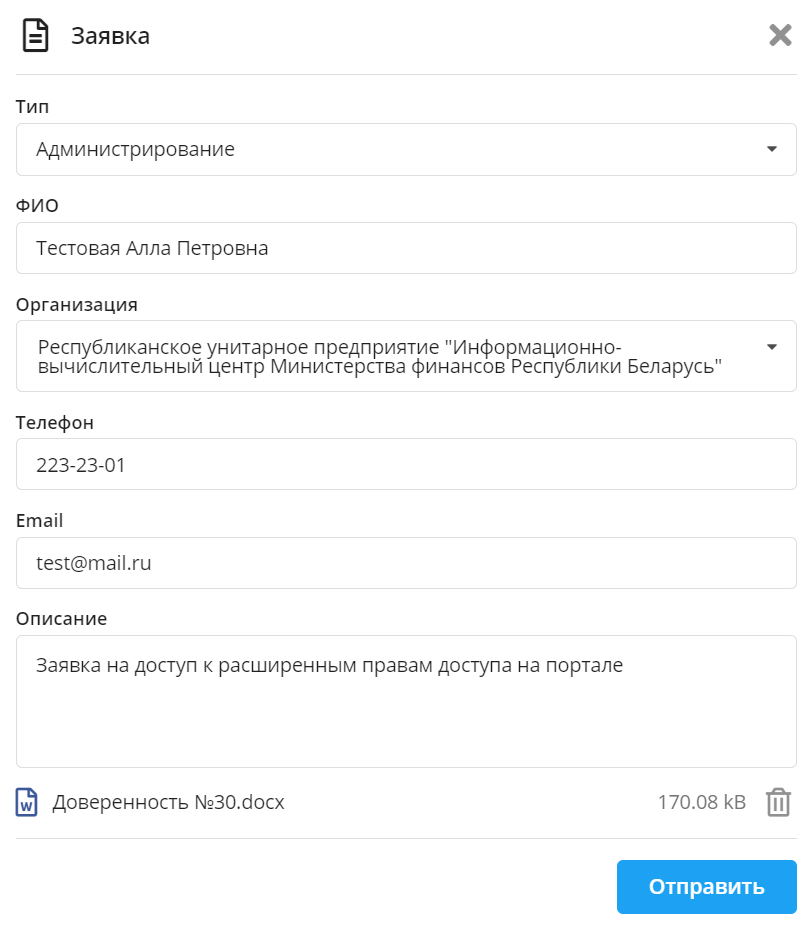 Заявка
Тип
Администрирование
ФИО
Тестовая Алла Петровна
Организация
Республиканское унитарное предприятие "Информационно-
вычислительный центр Министерства финансов Республики Беларусь"
Телефон
223-23-01
Email
test@mail.ru
Описание
Заявка на доступ к расширенным правам доступа на портале
W Доверенность №30.docx 170.08 kB
Отправить